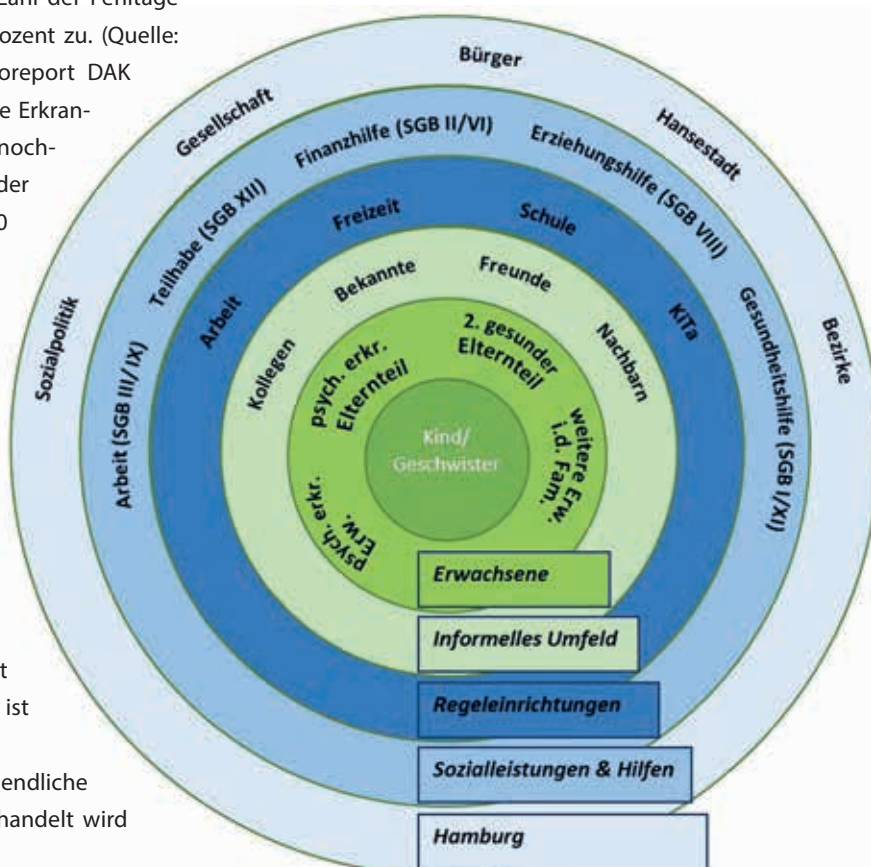 Zahl der Fehltage
ozent zu. (Quelle:
oreport DAK
e Erkran-
noch-
der
0
t
ist
endliche
handelt wird
Bürger
Gesellschaft
Hansestadt
Sozialpolitik
Bezirke
Finanzhilfe (SGB II/VI)
Erziehungshilfe (SGB VIII)
Teilhabe (SGB XII)
Gesundheitshilfe (SGB I/XI)
Arbeit (SGB III/ IX)
Freizeit
Schule
Arbeit
KiTa
Bekannte
Freunde
Kollegen
Nachbarn
psych. erkr.
Elternteil
2. gesunder
Elternteil
weitere Erw.
i.d. Fam.
psych. erkr.
Erw.
Kind/
Geschwister
Erwachsene
Informelles Umfeld
Regeleinrichtungen
Sozialleistungen & Hilfen
Hamburg